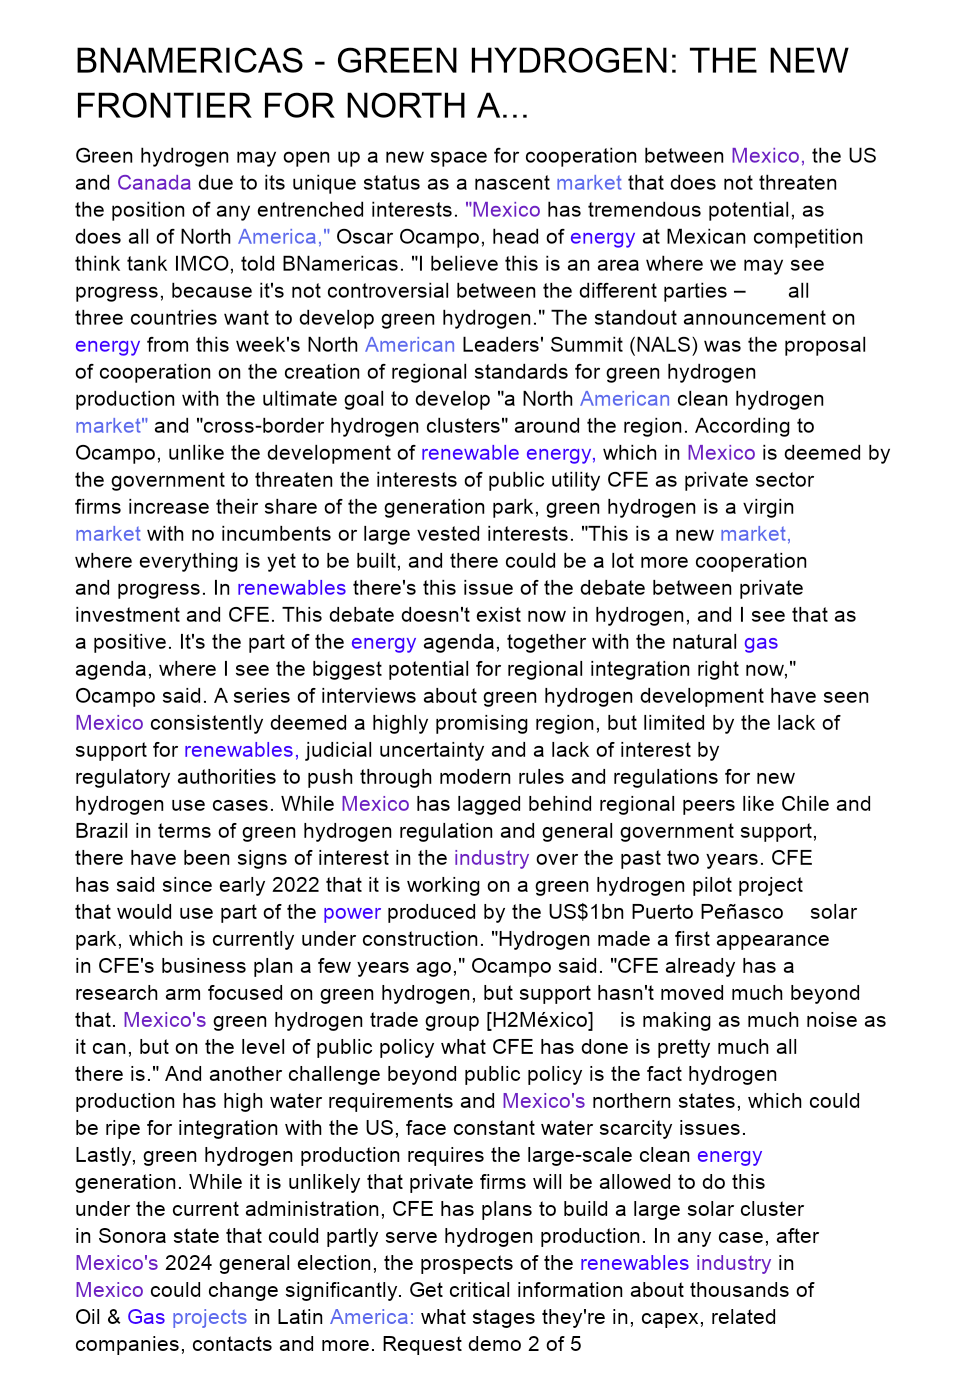 BNAMERICAS - GREEN HYDROGEN: THE NEW
FRONTIER FOR NORTH A...
Green hydrogen may open up a new space for cooperation between Mexico, the US
and Canada due to its unique status as a nascent market that does not threaten
the position of any entrenched interests. "Mexico has tremendous potential, as
does all of North America," Oscar Ocampo, head of energy at Mexican competition
think tank IMCO, told BNamericas. "I believe this is an area where we may see
progress, because it's not controversial between the different parties – all
three countries want to develop green hydrogen." The standout announcement on
energy from this week's North American Leaders' Summit (NALS) was the proposal
of cooperation on the creation of regional standards for green hydrogen
production with the ultimate goal to develop "a North American clean hydrogen
market" and "cross-border hydrogen clusters" around the region. According to
Ocampo, unlike the development of renewable energy, which in Mexico is deemed by
the government to threaten the interests of public utility CFE as private sector
firms increase their share of the generation park, green hydrogen is a virgin
market with no incumbents or large vested interests. "This is a new market,
where everything is yet to be built, and there could be a lot more cooperation
and progress. In renewables there's this issue of the debate between private
investment and CFE. This debate doesn't exist now in hydrogen, and I see that as
a positive. It's the part of the energy agenda, together with the natural gas
agenda, where I see the biggest potential for regional integration right now,"
Ocampo said. A series of interviews about green hydrogen development have seen
Mexico consistently deemed a highly promising region, but limited by the lack of
support for renewables, judicial uncertainty and a lack of interest by
regulatory authorities to push through modern rules and regulations for new
hydrogen use cases. While Mexico has lagged behind regional peers like Chile and
Brazil in terms of green hydrogen regulation and general government support,
there have been signs of interest in the industry over the past two years. CFE
has said since early 2022 that it is working on a green hydrogen pilot project
that would use part of the power produced by the US$1bn Puerto Peñasco solar
park, which is currently under construction. "Hydrogen made a first appearance
in CFE's business plan a few years ago," Ocampo said. "CFE already has a
research arm focused on green hydrogen, but support hasn't moved much beyond
that. Mexico's green hydrogen trade group [H2México] is making as much noise as
it can, but on the level of public policy what CFE has done is pretty much all
there is." And another challenge beyond public policy is the fact hydrogen
production has high water requirements and Mexico's northern states, which could
be ripe for integration with the US, face constant water scarcity issues.
Lastly, green hydrogen production requires the large-scale clean energy
generation. While it is unlikely that private firms will be allowed to do this
under the current administration, CFE has plans to build a large solar cluster
in Sonora state that could partly serve hydrogen production. In any case, after
Mexico's 2024 general election, the prospects of the renewables industry in
Mexico could change significantly. Get critical information about thousands of
Oil & Gas projects in Latin America: what stages they're in, capex, related
companies, contacts and more. Request demo 2 of 5